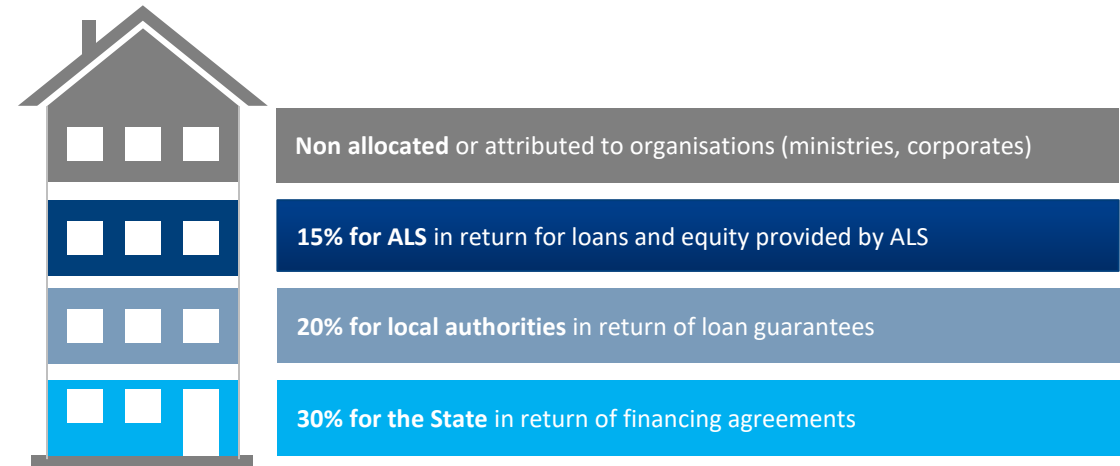 Non allocated or attributed to organisations (ministries, corporates)
15% for ALS in return for loans and equity provided by ALS
20% for local authorities in return of loan guarantees
30% for the State in return of financing agreements